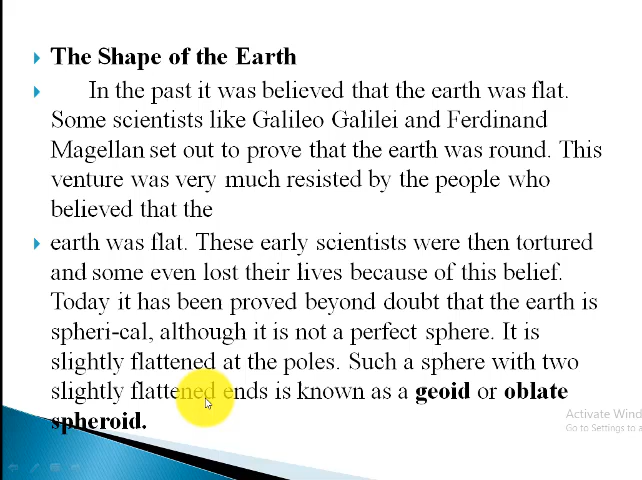 The Shape of the Earth
In the past it was believed that the earth was flat.
Some scientists like Galileo Galilei and Ferdinand
Magellan set out to prove that the earth was round. This
venture was very much resisted by the people who
believed that the
earth was flat. These early scientists were then tortured
and some even lost their lives because of this belief.
Today it has been proved beyond doubt that the earth is
spheri-cal, although it is not a perfect sphere. It is
slightly flattened at the poles. Such a sphere with two
slightly flattened ends is known as a geoid or oblate
spheroid.
Activate Wind
Go to Settings to a